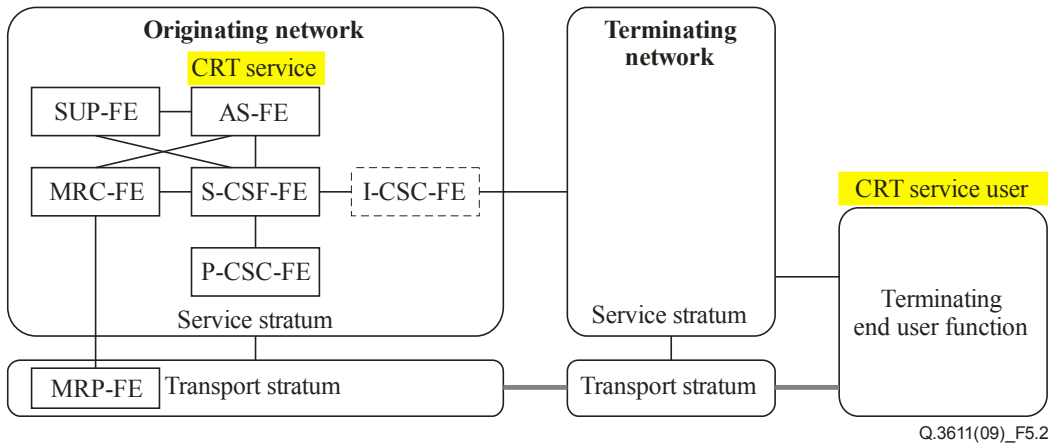 Originating network
CRT service
SUP-FE
AS-FE
MRC-FE
S-CSF-FE
I-CSC-FE
P-CSC-FE
Service stratum
MRP-FE
Transport stratum
Terminating
network
Service stratum
Transport stratum
CRT service user
Terminating
end user function
Q.3611(09)_F5.2